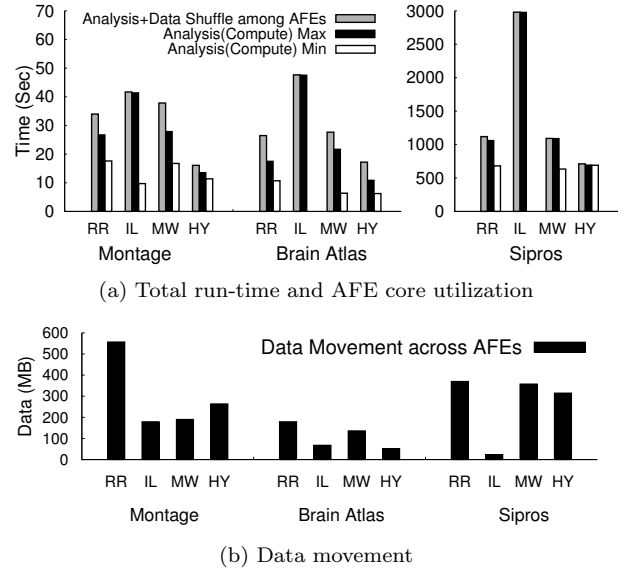 Analysis+Data Shuffle among AFEs
Analysis(Compute) Max
Analysis(Compute) Min
Time (Sec)
70
60
50
40
30
20
10
0
RR IL MW HY RR IL MW HY
Montage Brain Atlas
3000
2500
2000
1500
1000
500
0
RR IL MW HY
Sipros
(a) Total run-time and AFE core utilization
Data Movement across AFEs
Data (MB)
600
500
400
300
200
100
0
RR IL MW HY RR IL MW HY RR IL MW HY
Montage Brain Atlas Sipros
(b) Data movement